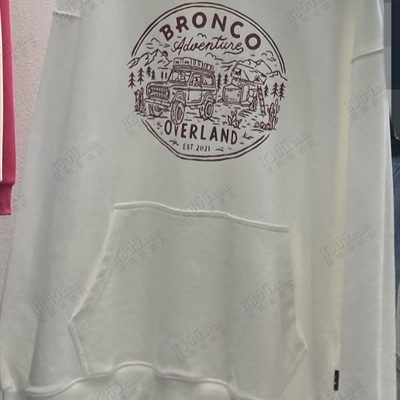 BRONCO
Adventure
OVERLAND
EST 2021